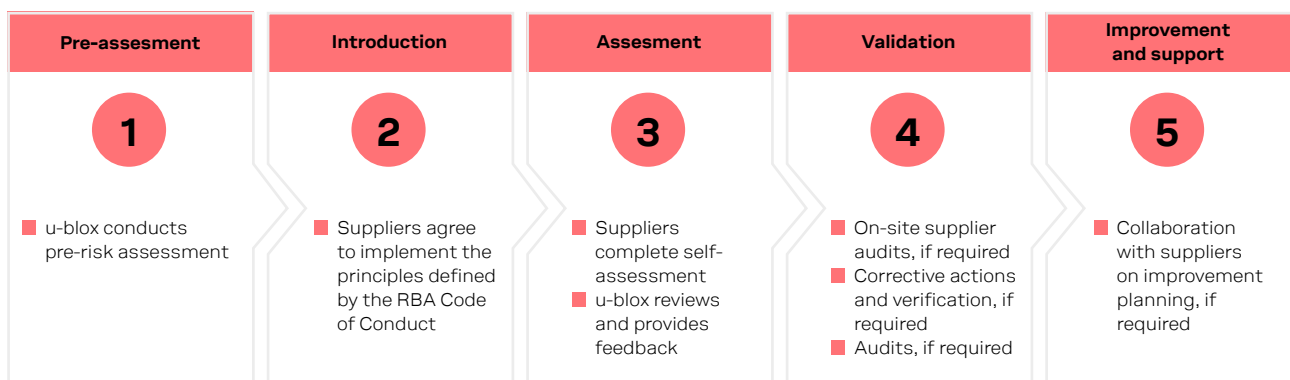 Pre-assesment
1
u-blox conducts
pre-risk assessment
Introduction
2
Suppliers agree
to implement the
principles defined
by the RBA Code
of Conduct
Assesment
3
Suppliers
complete self-
assessment
u-blox reviews
and provides
feedback
Validation
4
On-site supplier
audits, if required
Corrective actions
and verification, if
required
Audits, if required
Improvement
and support
5
Collaboration
with suppliers
on improvement
planning, if
required